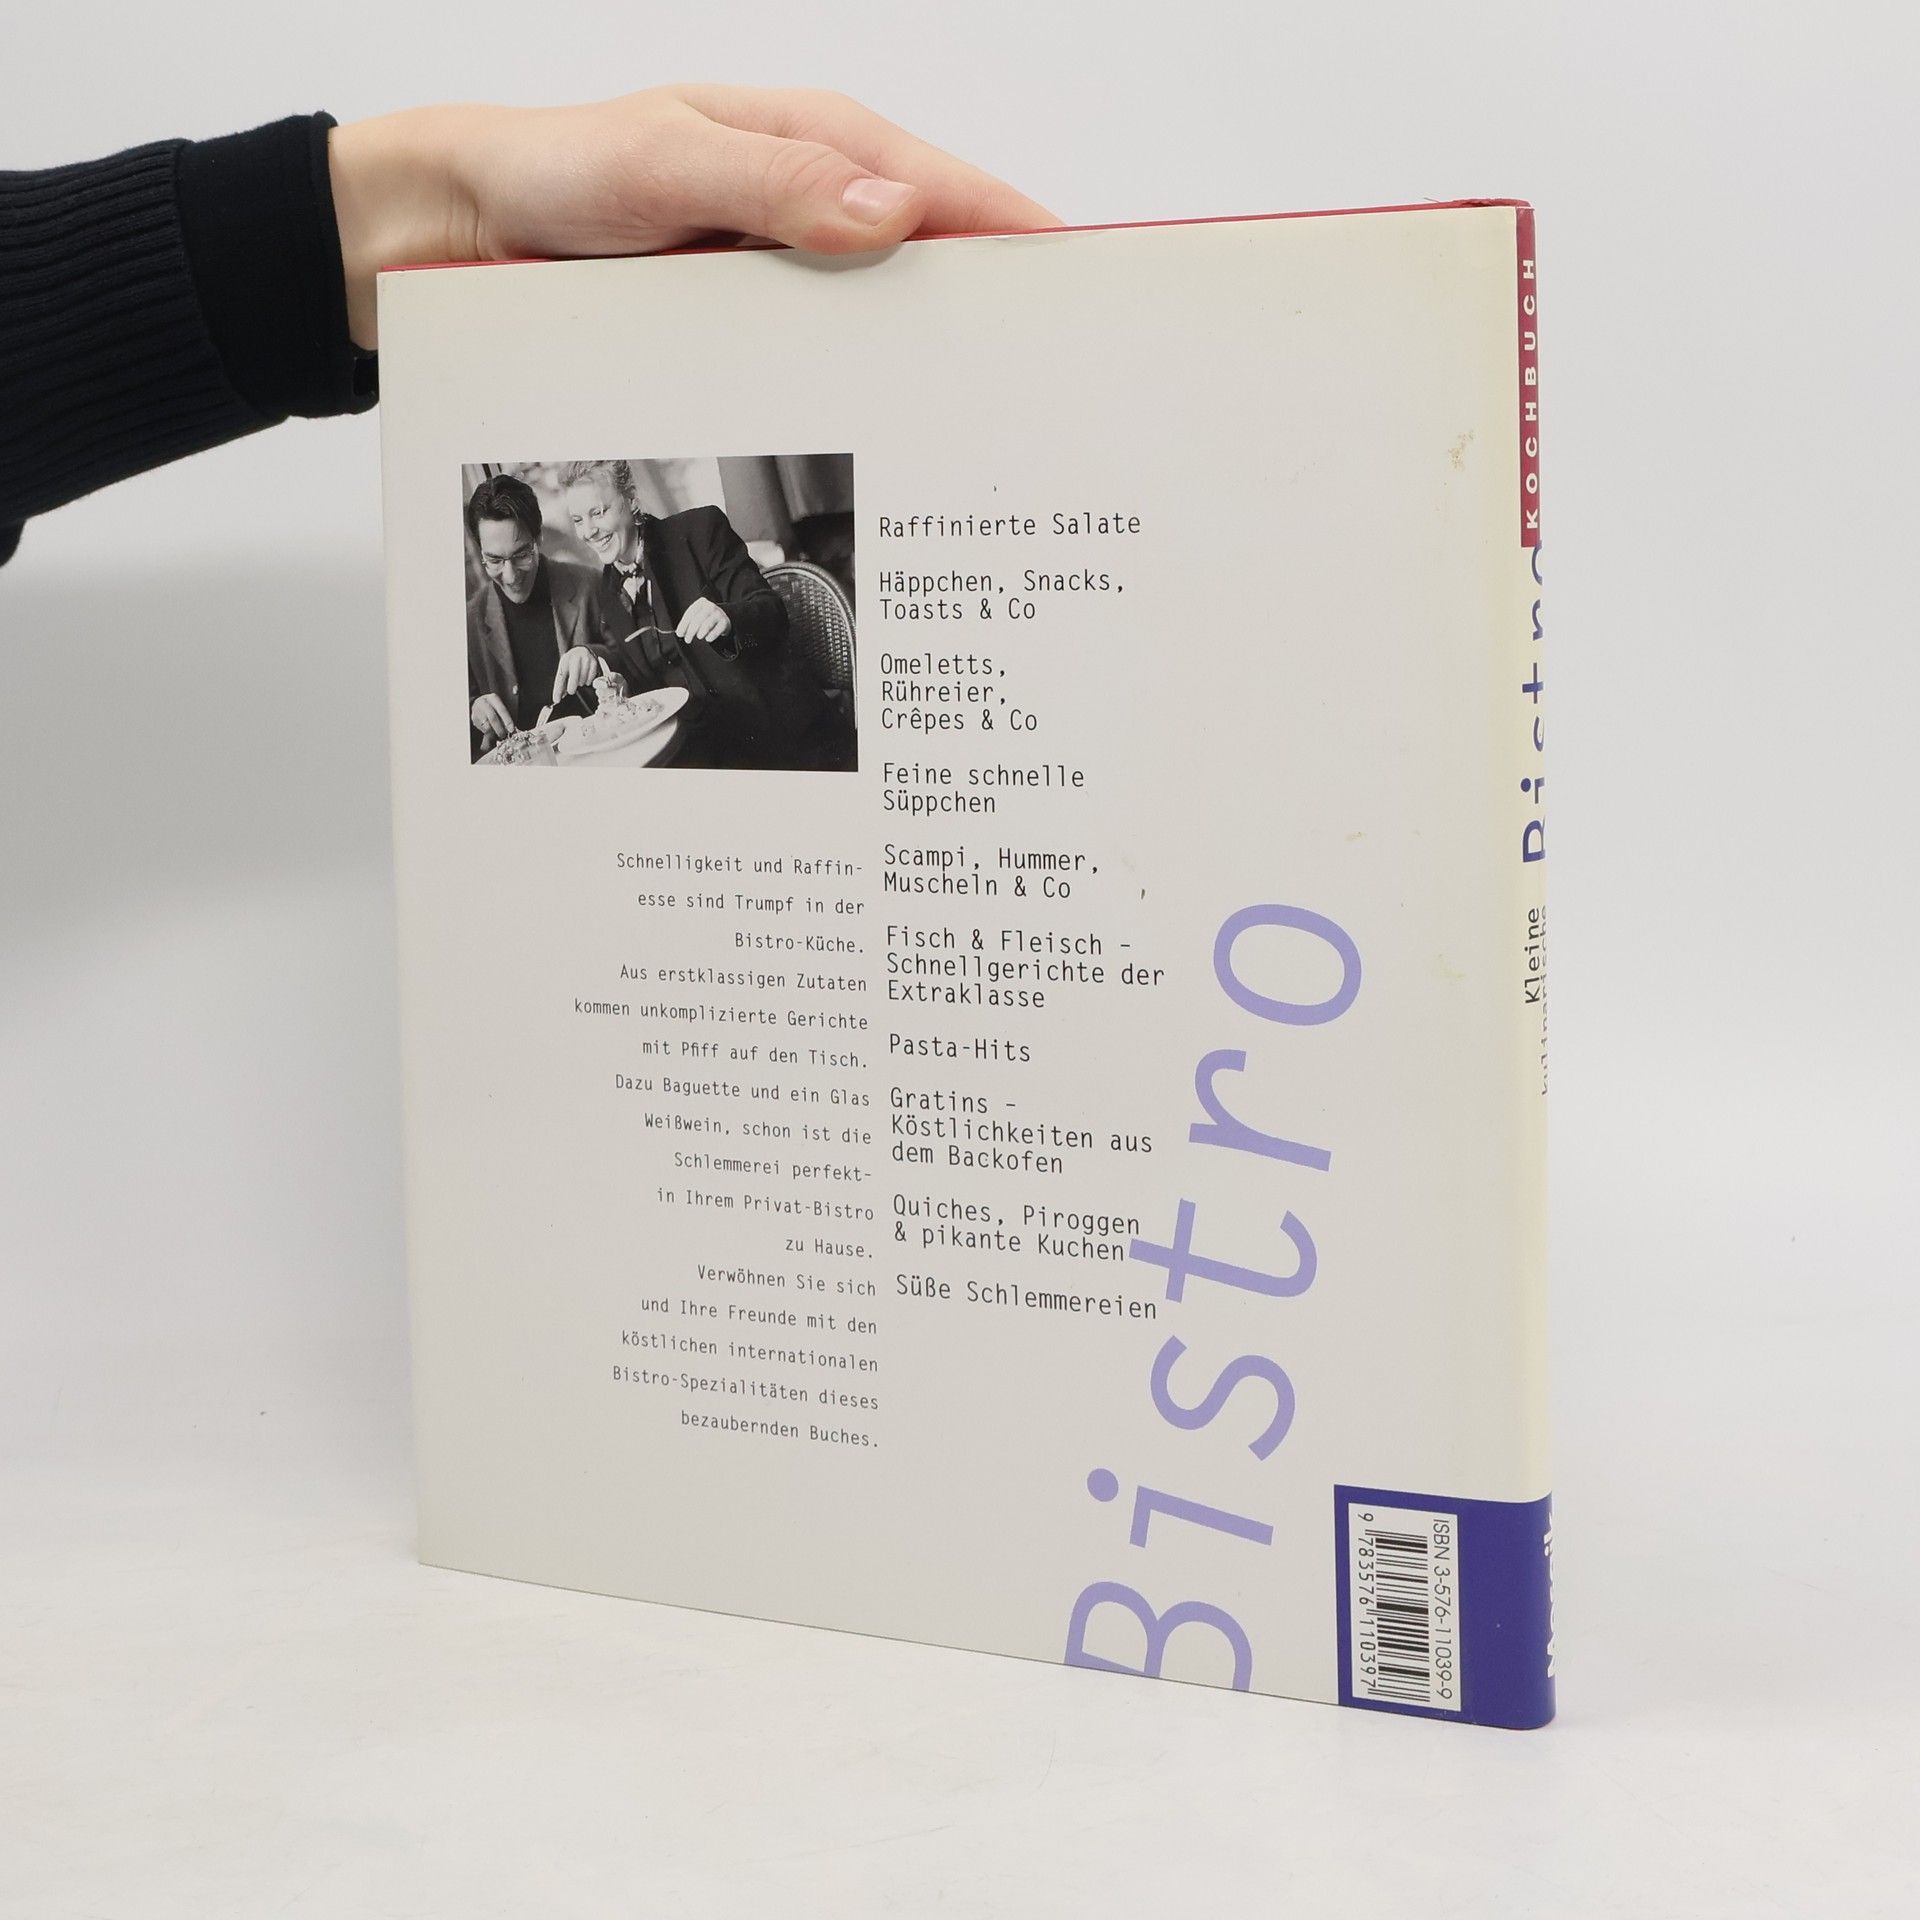 Raffinierte Salate
Häppchen, Snacks,
Toasts & Co
Omeletts,
Rühreier,
Crêpes & Co
Feine schnelle
Süppchen
Scampi, Hummer,
Muscheln & Co
Fisch & Fleisch –
Schnellgerichte der
Extraklasse
Pasta-Hits
Gratins –
Köstlichkeiten aus
dem Backofen
Quiches, Piroggen
& pikante Kuchen
Süße Schlemmereien
Schnelligkeit und Raffin-
esse sind Trumpf in der
Bistro-Küche.
Aus erstklassigen Zutaten
kommen unkomplizierte Gerichte
mit Pfiff auf den Tisch.
Dazu Baguette und ein Glas
Weißwein, schon ist die
Schlemmerei perfekt-
in Ihrem Privat-Bistro
zu Hause.
Verwöhnen Sie sich
und Ihre Freunde mit den
köstlichen internationalen
Bistro-Spezialitäten dieses
bezaubernden Buches.
Bistro
ISBN 3-576-11039-9
9 783576 110397
KOCHBUCH
Bistro
Kleine
kulinarische